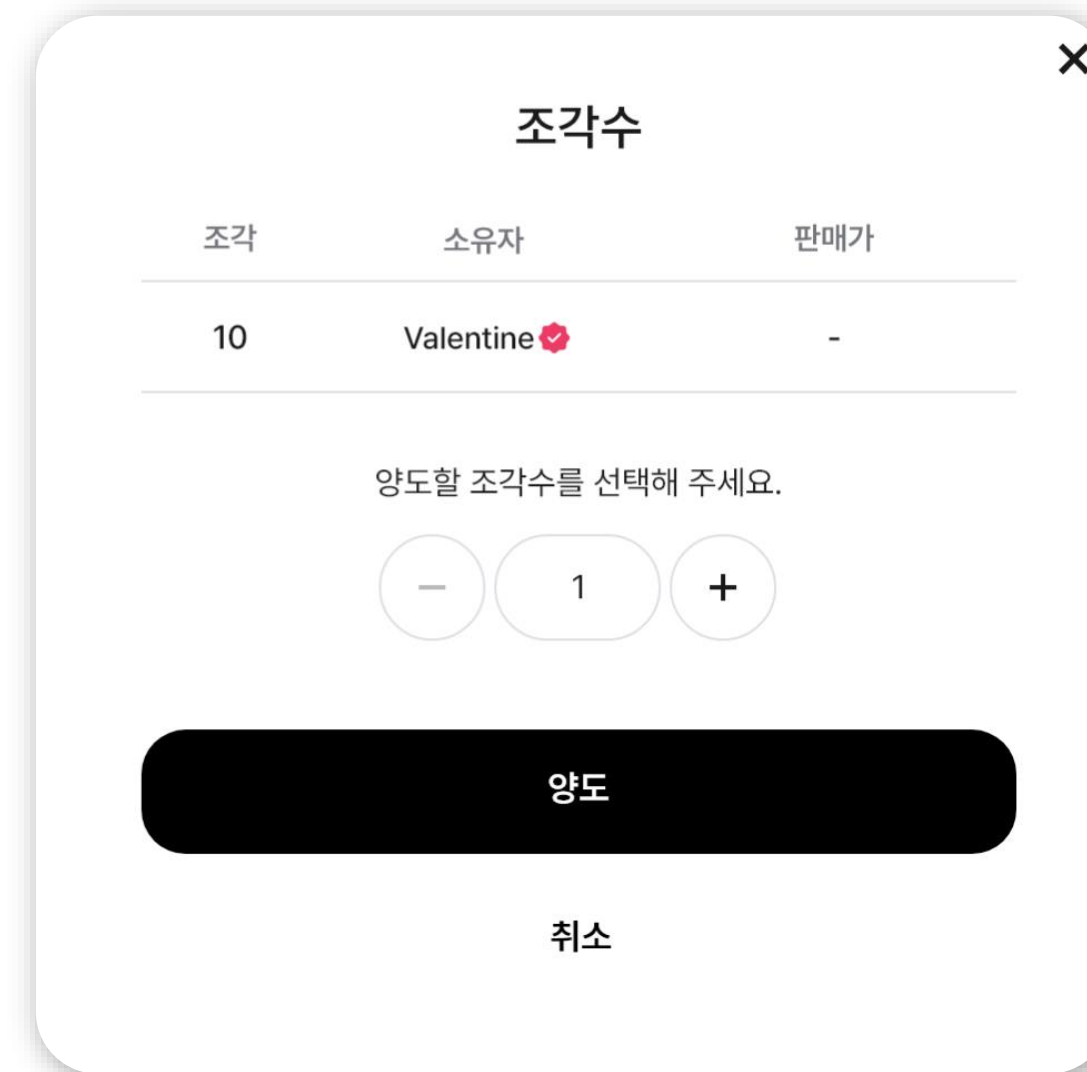 조각수
조각 소유자 판매가
10 Valentine -
양도할 조각수를 선택해 주세요.
− 1 +
양도
취소